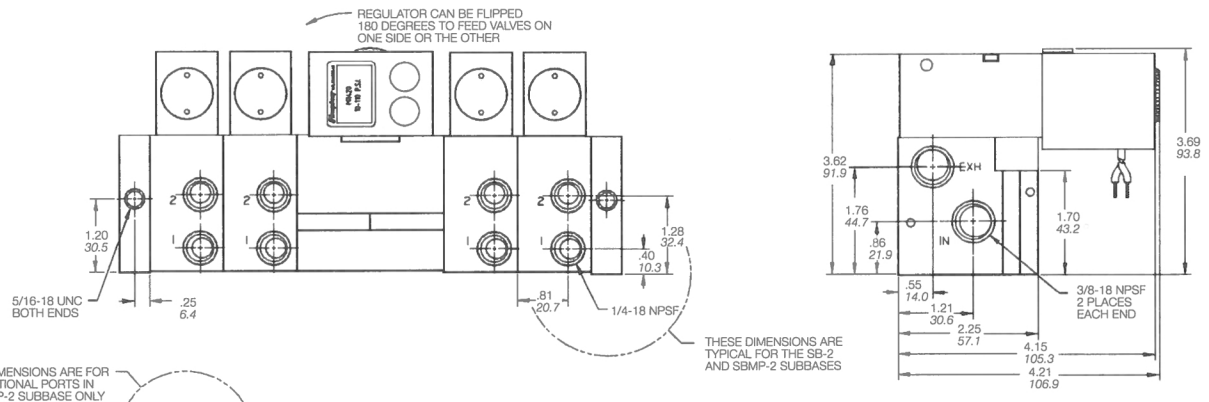 REGULATOR CAN BE FLIPPED
180 DEGREES TO FEED VALVES ON
ONE SIDE OR THE OTHER
10-110 P.S.I.
2
2
2
2
1
1
1
1
1.20
30.5
5/16-18 UNC
BOTH ENDS
.25
6.4
.81
20.7
1.28
32.4
.40
10.3
1/4-18 NPSF
THESE DIMENSIONS ARE
TYPICAL FOR THE SB-2
AND SBMP-2 SUBBASES
MENSIONS ARE FOR
TIONAL PORTS IN
P-2 SUBBASE ONLY
3.62
91.9
EXH
1.76
44.7
.86
21.9
IN
1.70
43.2
3.69
93.8
.55
14.0
1.21
30.6
2.25
57.1
4.15
105.3
4.21
106.9
3/8-18 NPSF
2 PLACES
EACH END